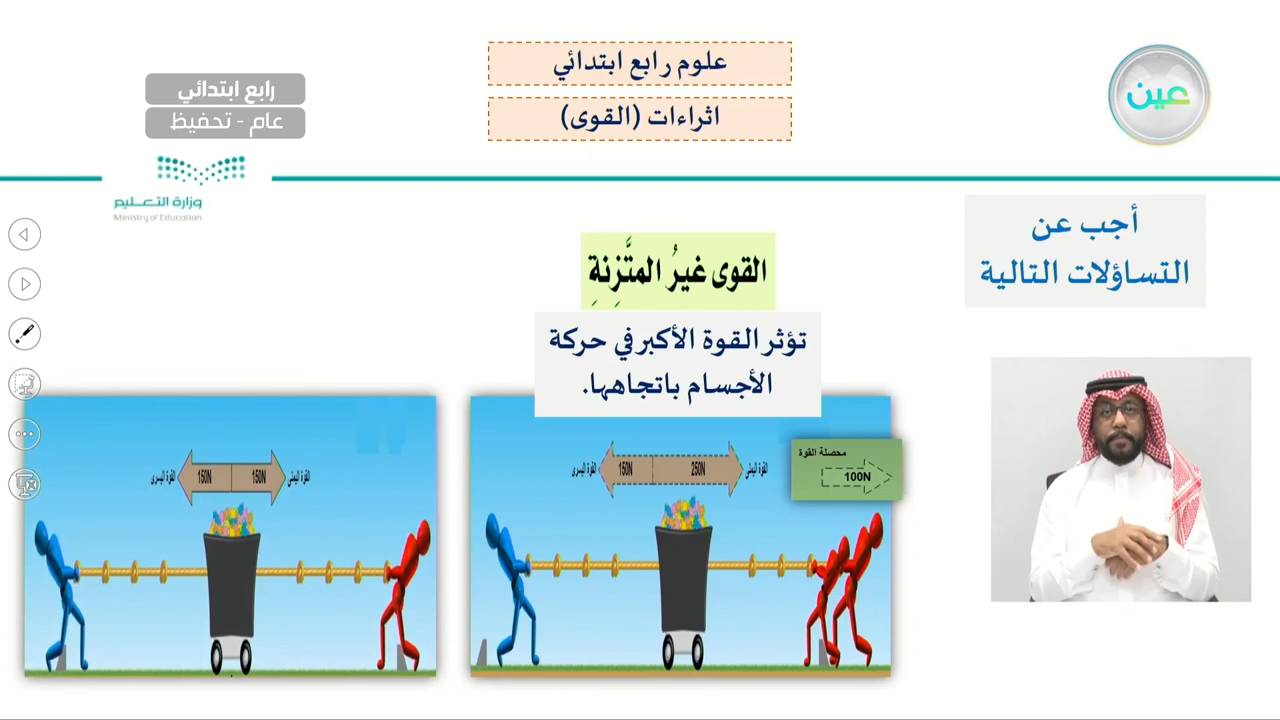 علوم رابع ابتدائي
اثراءات (القوى)
عين
رابع ابتدائي
عام - تحفيظ
وزارة التعليم
Ministry of Education
أجب عن
التساؤلات التالية
القوى غيرُ المتَّزِنةِ
تؤثر القوة الأكبر في حركة
الأجسام باتجاهها.
محصلة القوة
100N
القوة اليمنى
250N
150N
القوة اليسرى
القوة اليمنى
150N
150N
القوة اليسرى